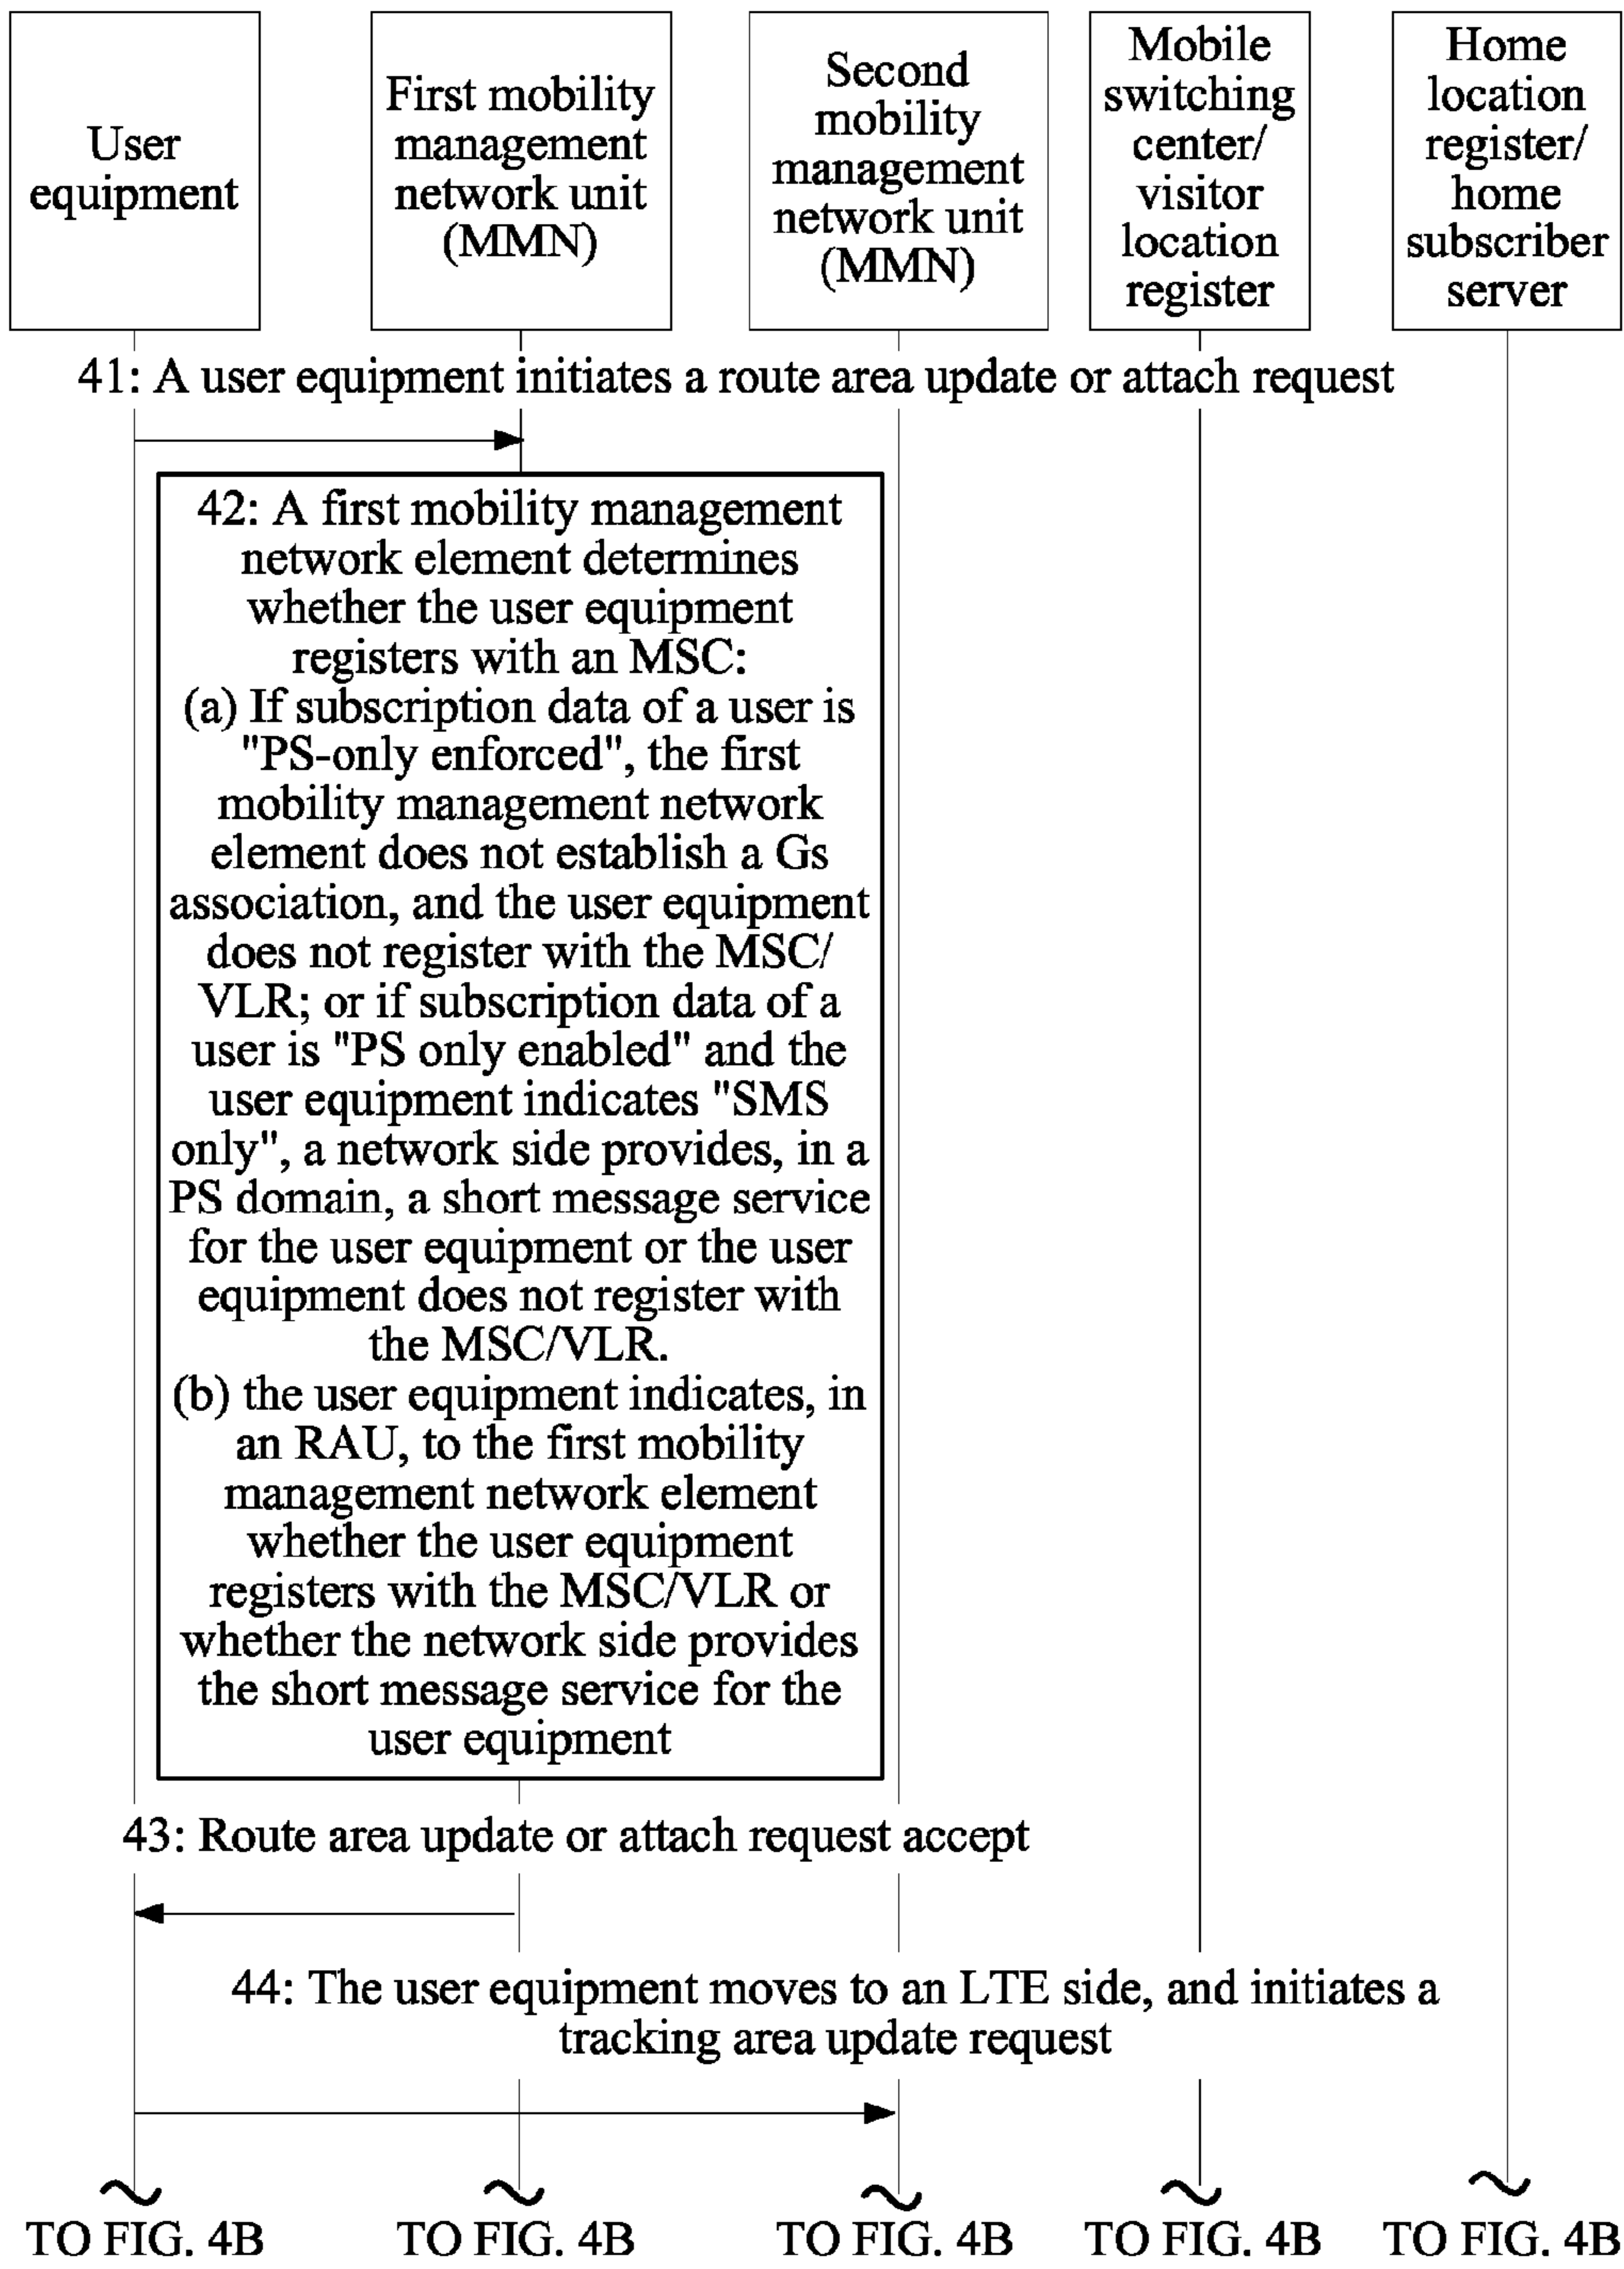 User
equipment
First mobility
management
network unit
(MMN)
Second
mobility
management
network unit
(MMN)
Mobile
switching
center/
visitor
location
register
Home
location
register/
home
subscriber
server
41: A user equipment initiates a route area update or attach request
42: A first mobility management
network element determines
whether the user equipment
registers with an MSC:
(a) If subscription data of a user is
"PS-only enforced", the first
mobility management network
element does not establish a Gs
association, and the user equipment
does not register with the MSC/
VLR; or if subscription data of a
user is "PS only enabled" and the
user equipment indicates "SMS
only", a network side provides, in a
PS domain, a short message service
for the user equipment or the user
equipment does not register with
the MSC/VLR.
(b) the user equipment indicates, in
an RAU, to the first mobility
management network element
whether the user equipment
registers with the MSC/VLR or
whether the network side provides
the short message service for the
user equipment
43: Route area update or attach request accept
44: The user equipment moves to an LTE side, and initiates a
tracking area update request
TO FIG. 4B
TO FIG. 4B
TO FIG. 4B
TO FIG. 4B
TO FIG. 4B